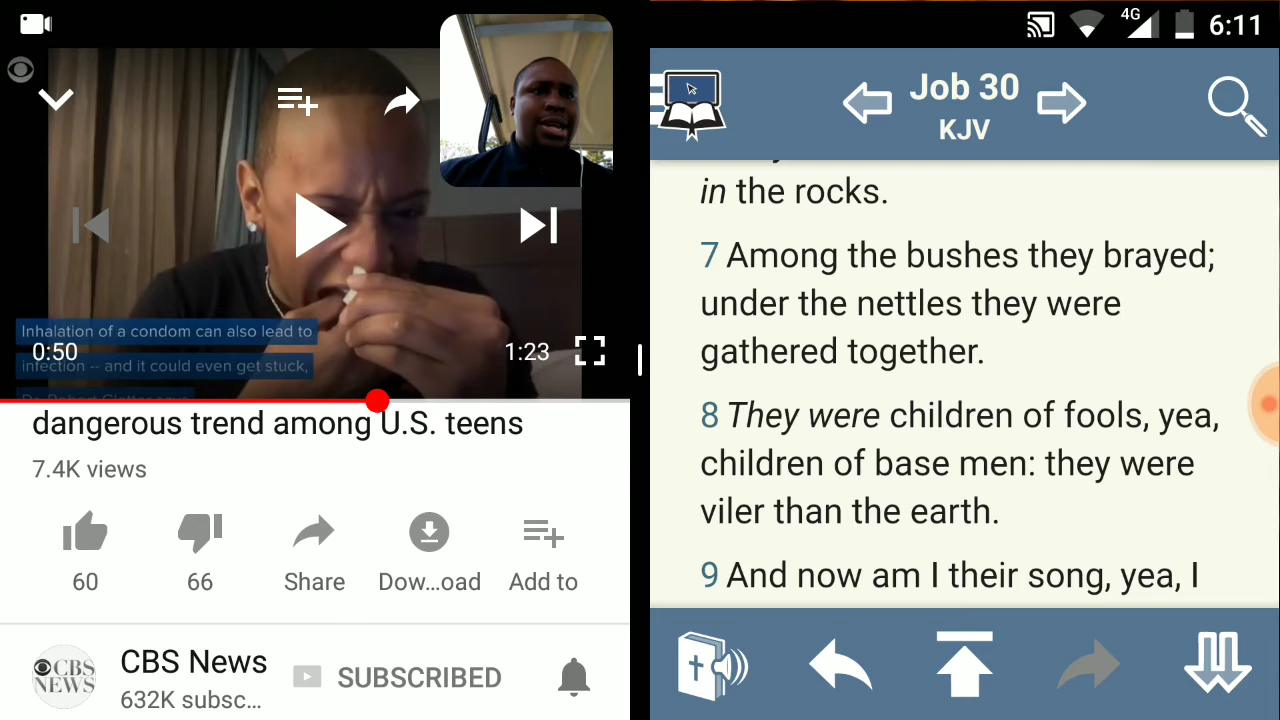 Inhalation of a condom can also lead to
0:50
1:23
infection -- and it could even get stuck,
dangerous trend among U.S. teens
7.4K views
60
66
Share
Dow...oad
Add to
CBS NEWS
CBS News
SUBSCRIBED
632K subsc...
4G
6:11
Job 30
KJV
in the rocks.
7 Among the bushes they brayed;
under the nettles they were
gathered together.
8 They were children of fools, yea,
children of base men: they were
viler than the earth.
9 And now am I their song, yea, I